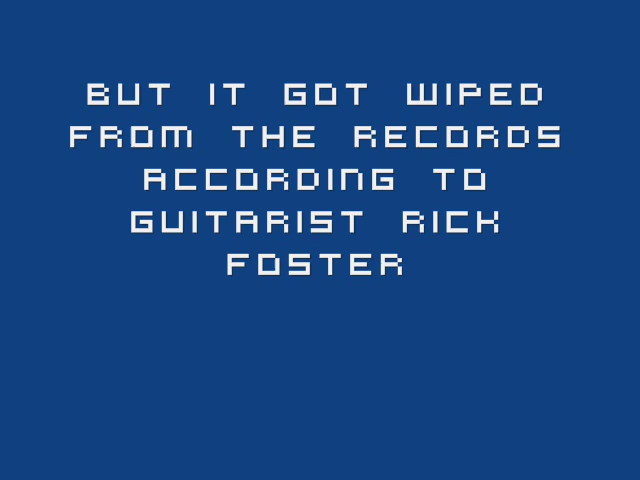 BUT IT GOT WIPED
FROM THE RECORDS
ACCORDING TO
GUITARIST RICK
FOSTER